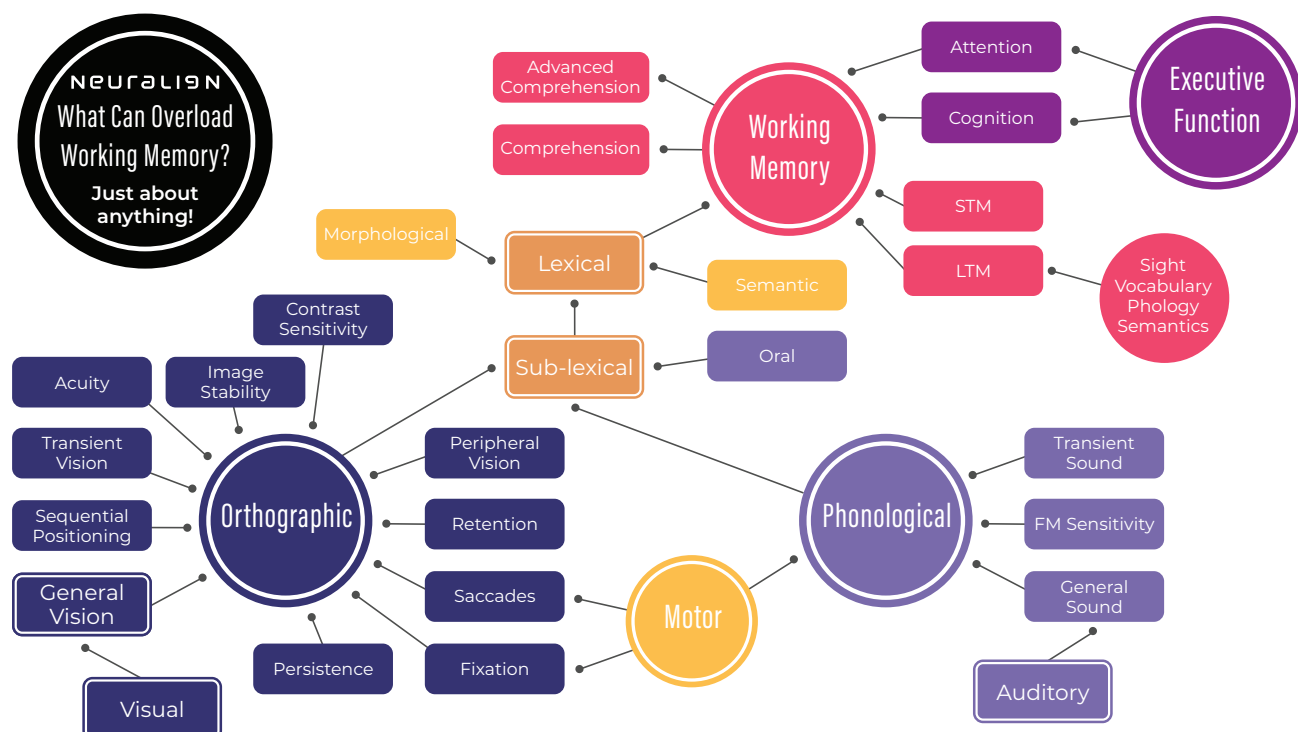 NEURALIGN
What Can Overload
Working Memory?
Just about
anything!
Advanced
Comprehension
Comprehension
Working
Memory
Attention
Cognition
Executive
Function
STM
LTM
Sight
Vocabulary
Phology
Semantics
Morphological
Lexical
Semantic
Sub-lexical
Oral
Contrast
Sensitivity
Image
Stability
Acuity
Transient
Vision
Sequential
Positioning
General
Vision
Visual
Orthographic
Peripheral
Vision
Retention
Saccades
Fixation
Persistence
Motor
Phonological
Transient
Sound
FM Sensitivity
General
Sound
Auditory